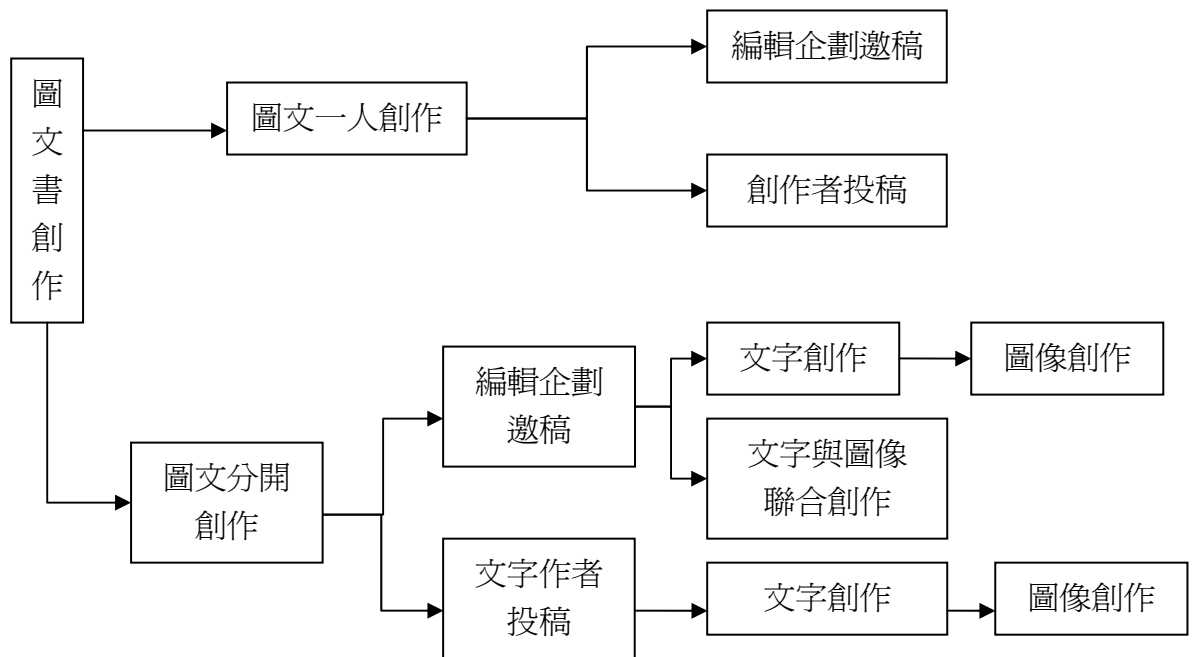 圖
文
書
創
作
圖文一人創作
編輯企劃邀稿
創作者投稿
圖文分開
創作
編輯企劃
邀稿
文字創作
圖像創作
文字與圖像
聯合創作
文字作者
投稿
文字創作
圖像創作